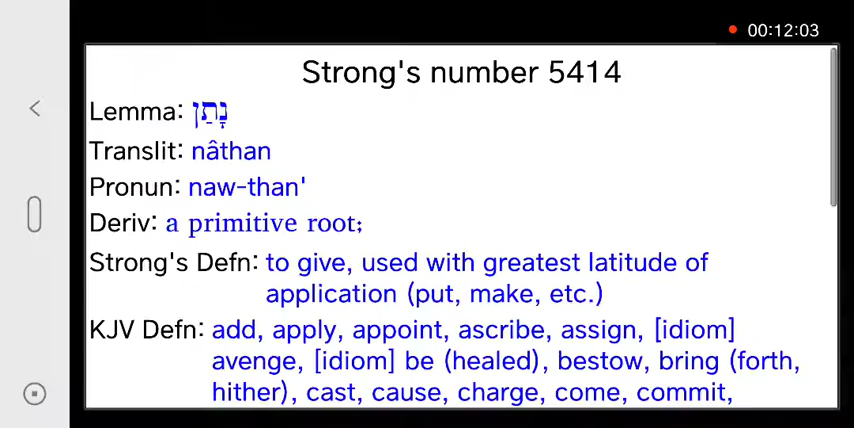 00:12:03
Strong's number 5414
Lemma: נָתַן
Translit: nâthan
Pronun: naw-than'
Deriv: a primitive root;
Strong's Defn: to give, used with greatest latitude of
application (put, make, etc.)
KJV Defn: add, apply, appoint, ascribe, assign, [idiom]
avenge, [idiom] be (healed), bestow, bring (forth,
hither), cast, cause, charge, come, commit,